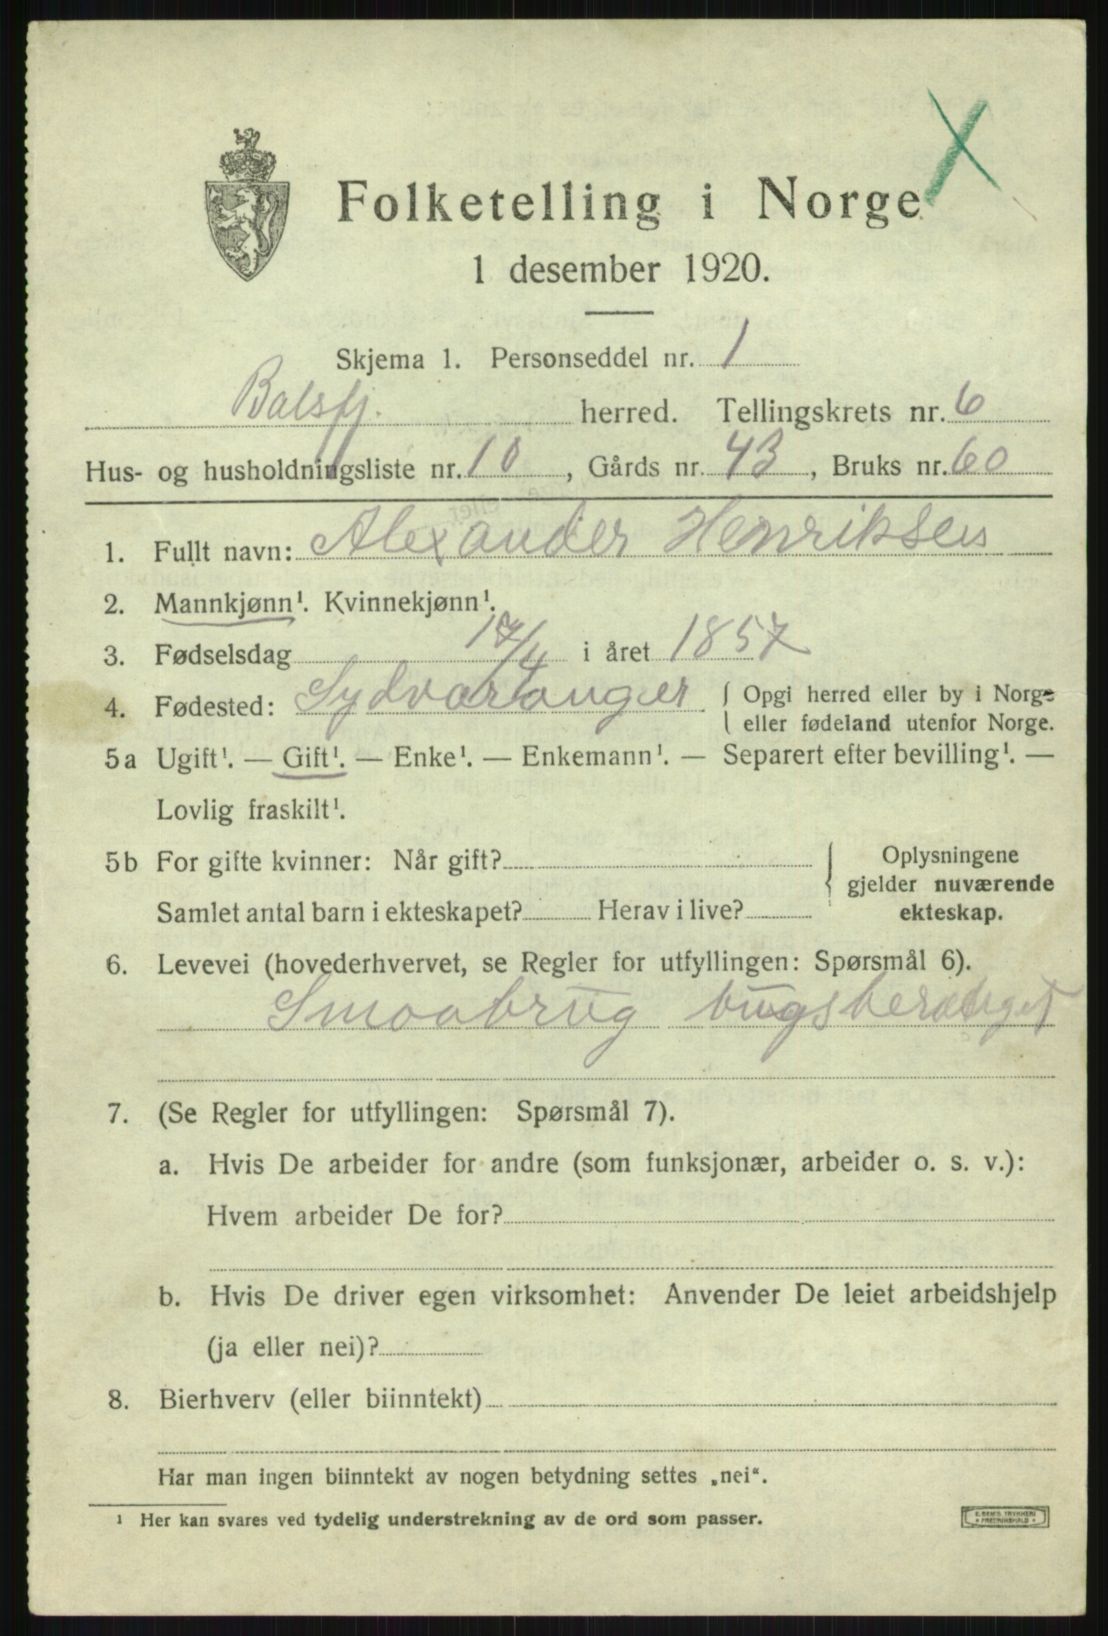 Folketelling i Norge
1 desember 1920.
Skjema 1. Personseddel nr. 1
Balsfj. herred. Tellingskrets nr. 6
Hus- og husholdningsliste nr. 10, Gårds nr. 43, Bruks nr. 60
1. Fullt navn: Alexander Henriksen
2. Mannkjønn¹. Kvinnekjønn¹.
3. Fødselsdag 17/4 i året 1857
4. Fødested: Sydvaranger { Opgi herred eller by i Norge
eller fødeland utenfor Norge.
5a Ugift¹. — Gift¹. — Enke¹. — Enkemann¹. — Separert efter bevilling¹. —
Lovlig fraskilt¹.
5b For gifte kvinner: Når gift? { Oplysningene
gjelder nuværende
Samlet antal barn i ekteskapet? Herav i live? ekteskap.
6. Levevei (hovederhvervet, se Regler for utfyllingen: Spørsmål 6).
Smaabrug
7. (Se Regler for utfyllingen: Spørsmål 7).
a. Hvis De arbeider for andre (som funksjonær, arbeider o. s. v.):
Hvem arbeider De for?
b. Hvis De driver egen virksomhet: Anvender De leiet arbeidshjelp
(ja eller nei)?
8. Bierhverv (eller biinntekt)
Har man ingen biinntekt av nogen betydning settes „nei“.
¹ Her kan svares ved tydelig understrekning av de ord som passer.